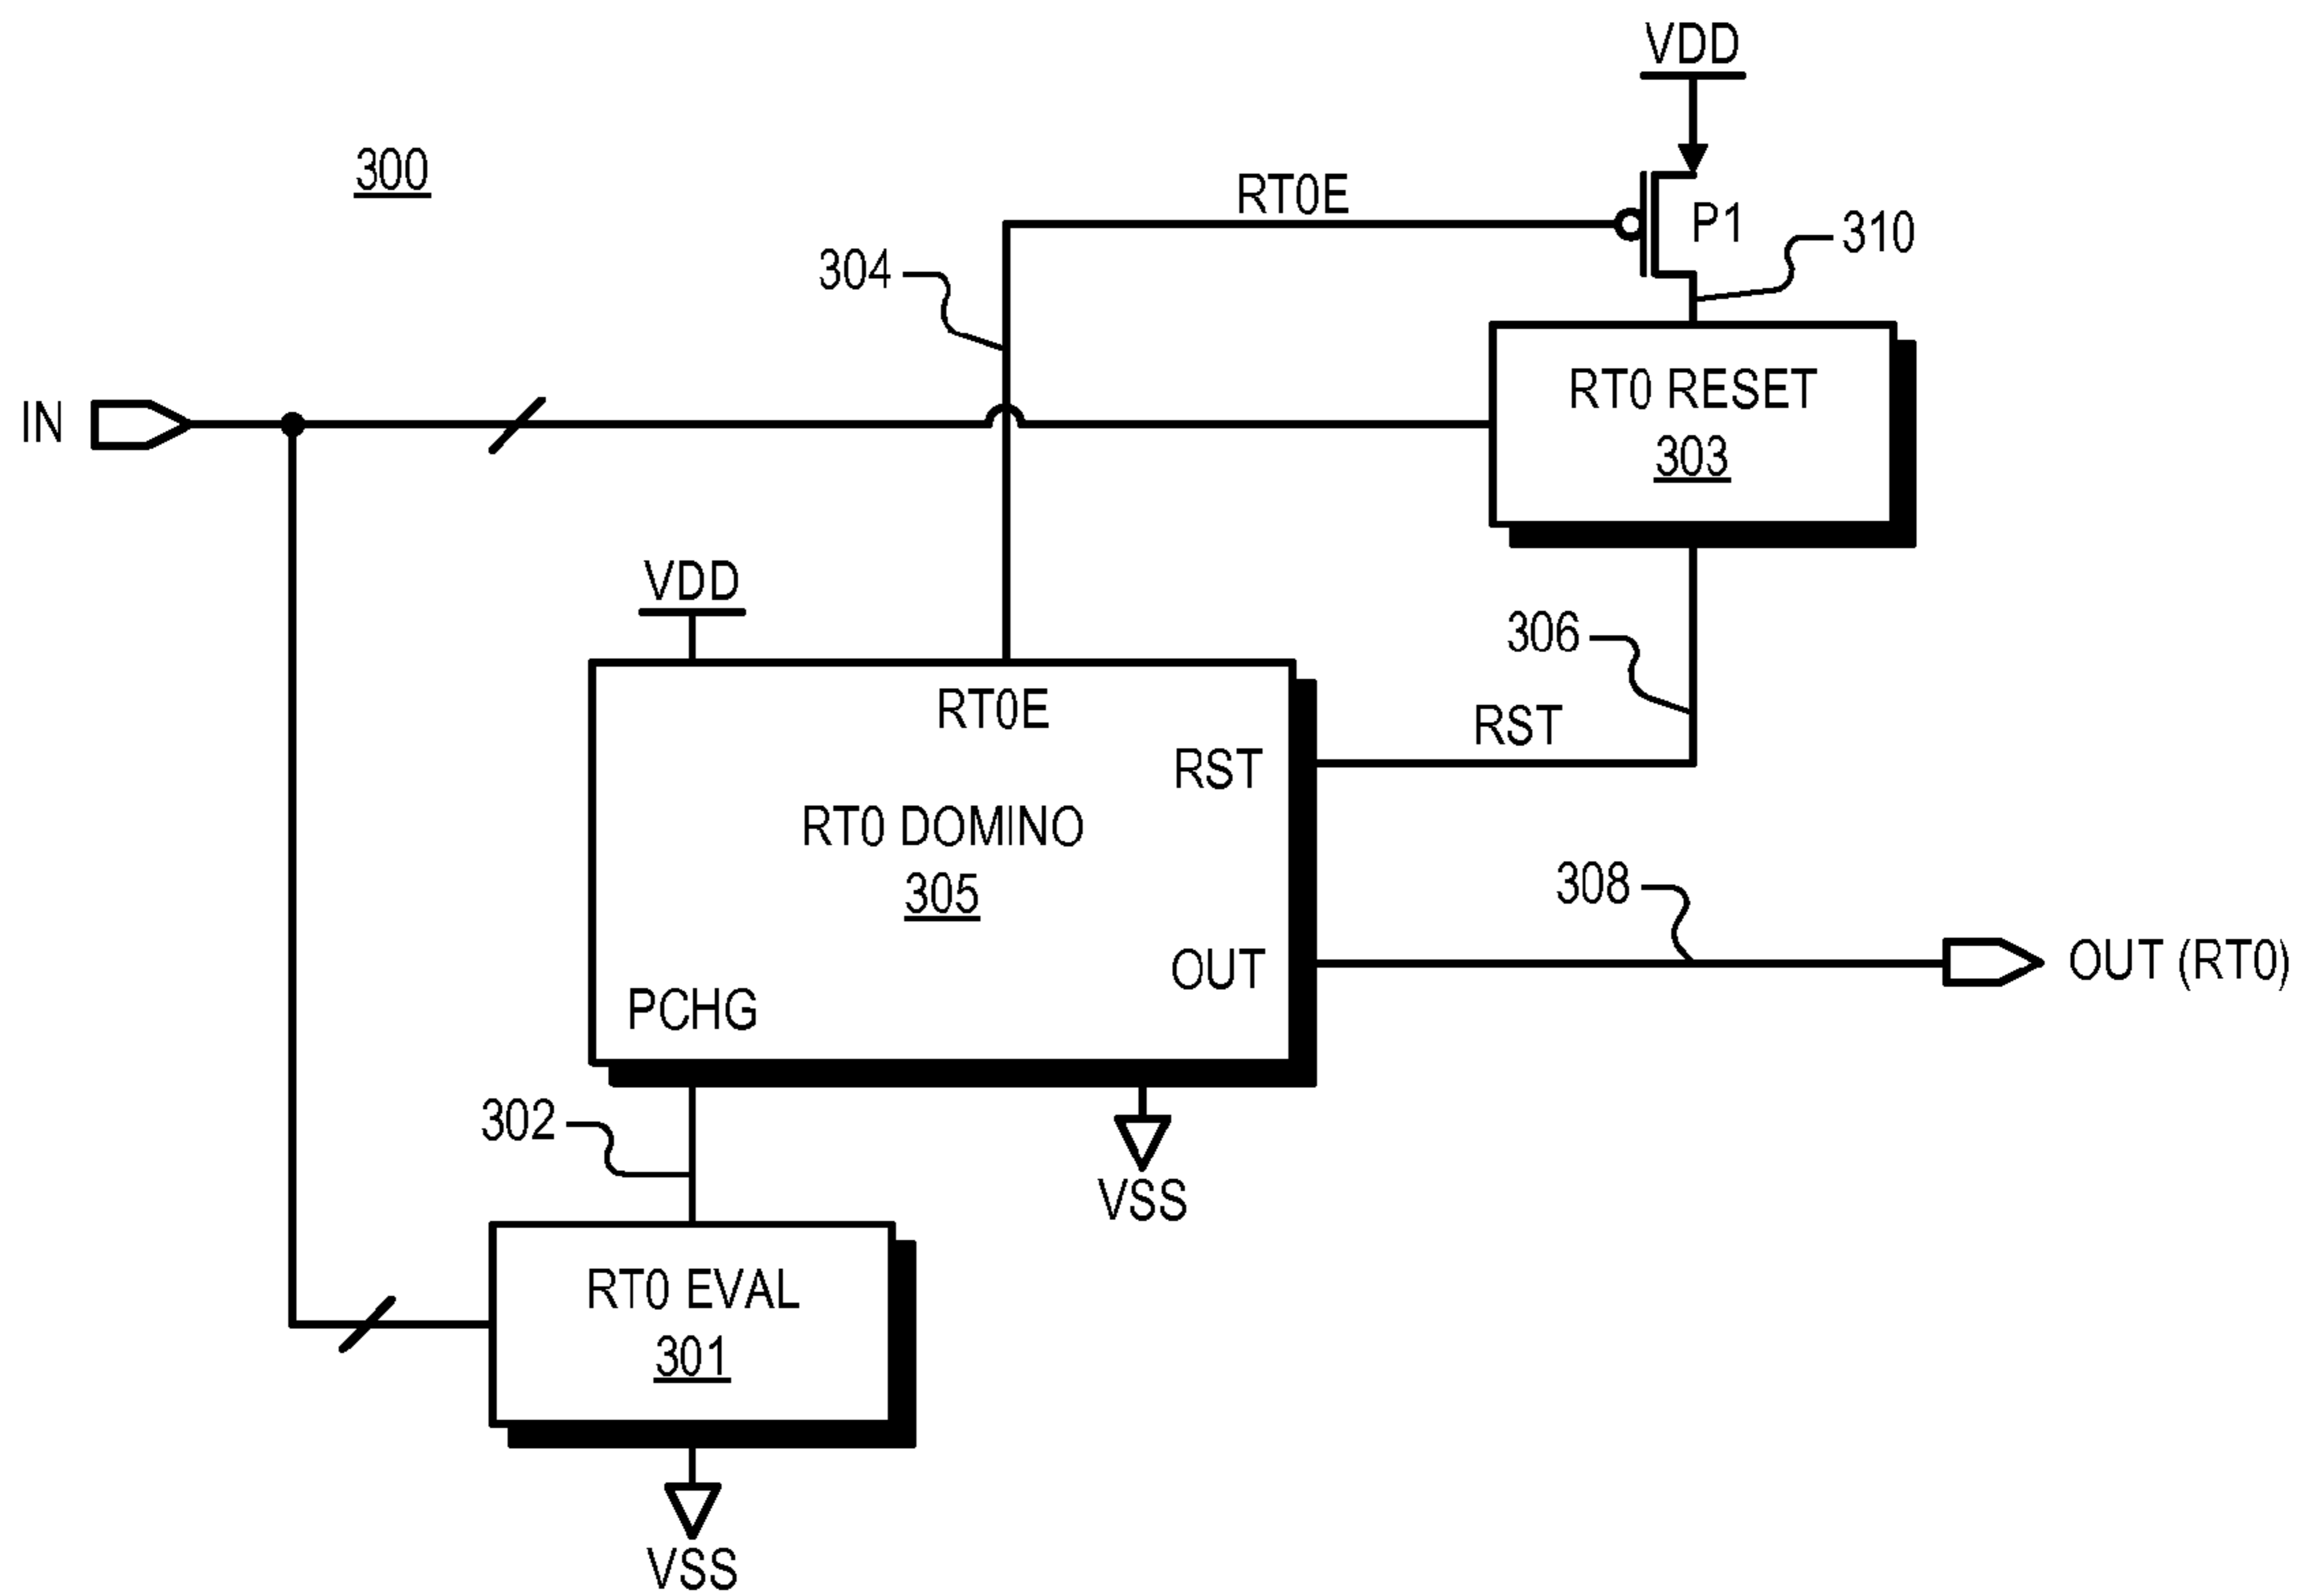 VDD
300
RT0E
P1
310
304
IN
RT0 RESET
303
VDD
306
RT0E
RST
RST
RT0 DOMINO
305
308
OUT
OUT (RT0)
PCHG
302
VSS
RT0 EVAL
301
VSS